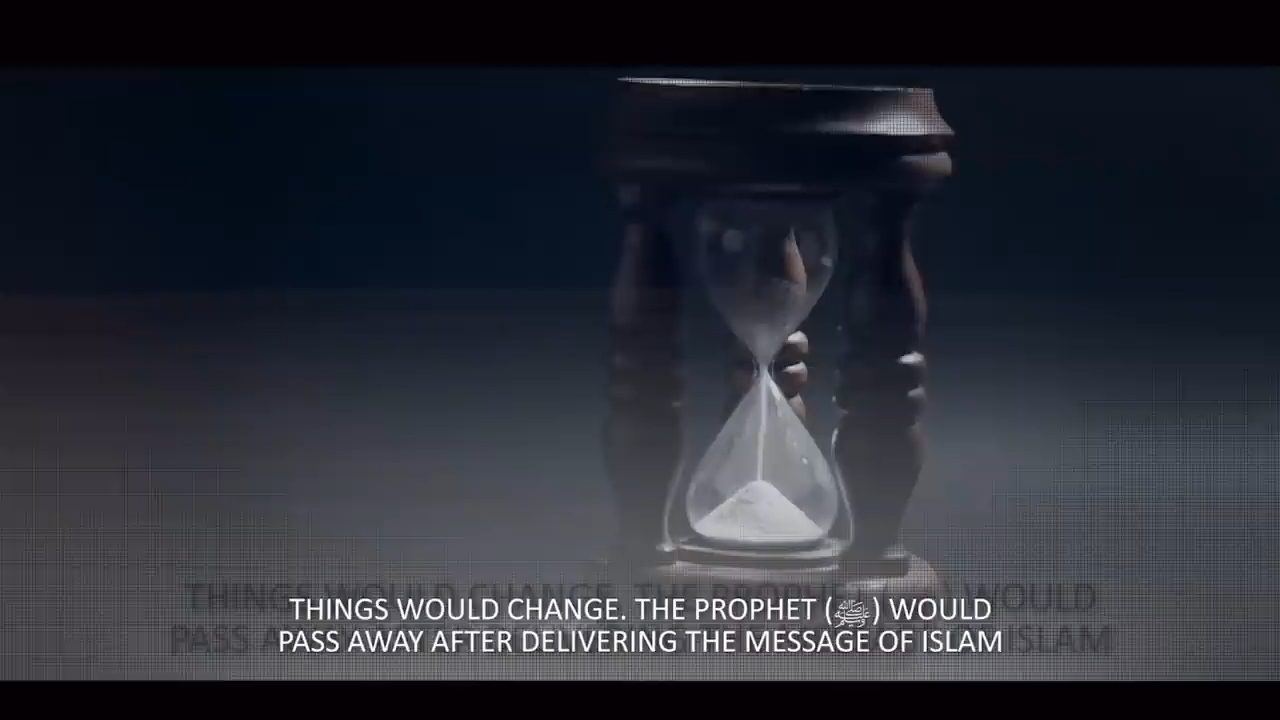 THINGS WOULD CHANGE. THE PROPHET (ﷺ) WOULD
PASS AWAY AFTER DELIVERING THE MESSAGE OF ISLAM